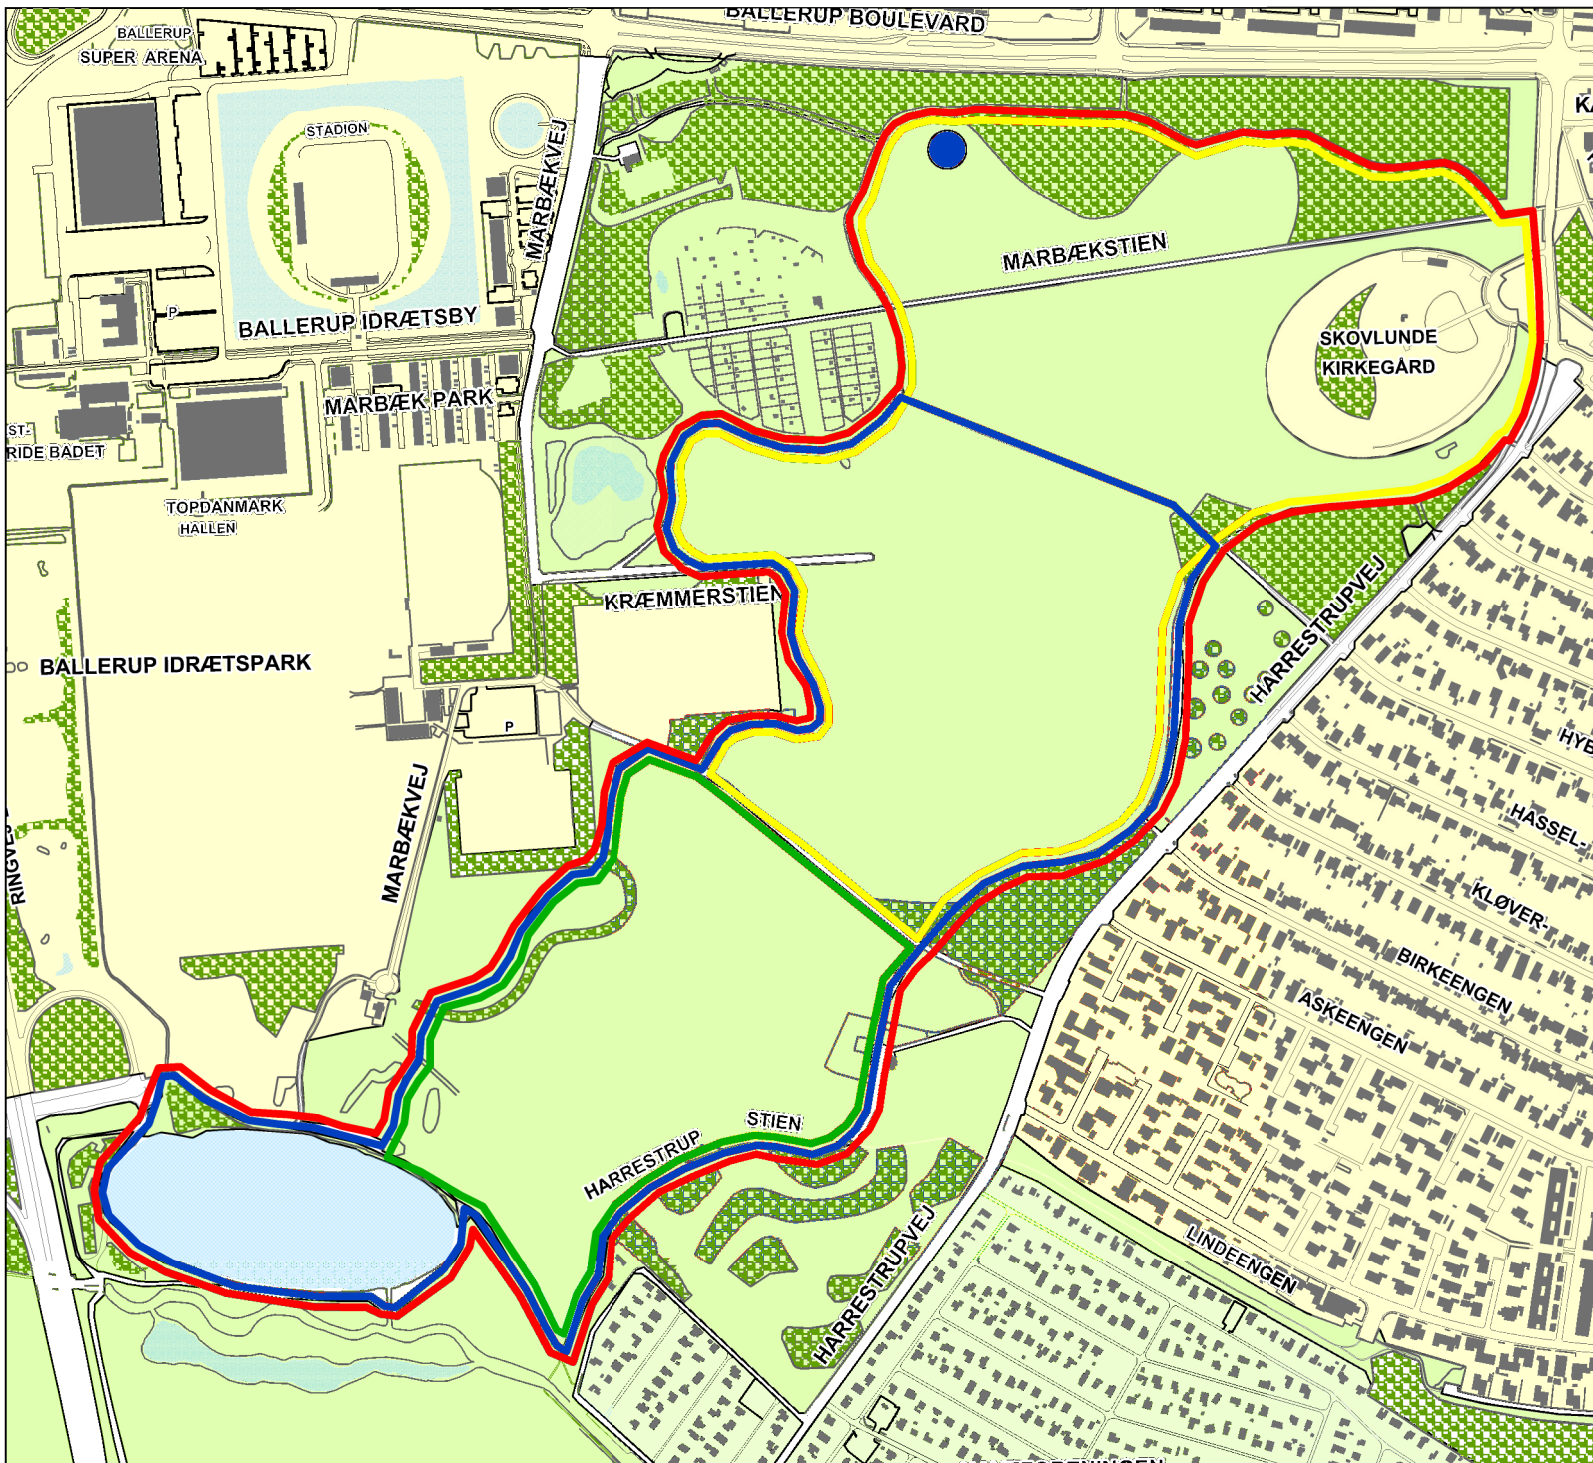 BALLERUP BOULEVARD
BALLERUP
SUPER ARENA
STADION
MARBÆKVEJ
MARBÆKSTIEN
P
BALLERUP IDRÆTSBY
SKOVLUNDE
KIRKEGÅRD
MARBÆK PARK
ST-
RIDE BADET
TOPDANMARK
HALLEN
KRÆMMERSTIEN
HARRESTRUPVEJ
BALLERUP IDRÆTSPARK
P
MARBÆKVEJ
HYB
HASSEL-
KLØVER-
BIRKEENGEN
ASKEENGEN
HARRESTRUP
STIEN
LINDEENGEN
HARRESTRUPVEJ